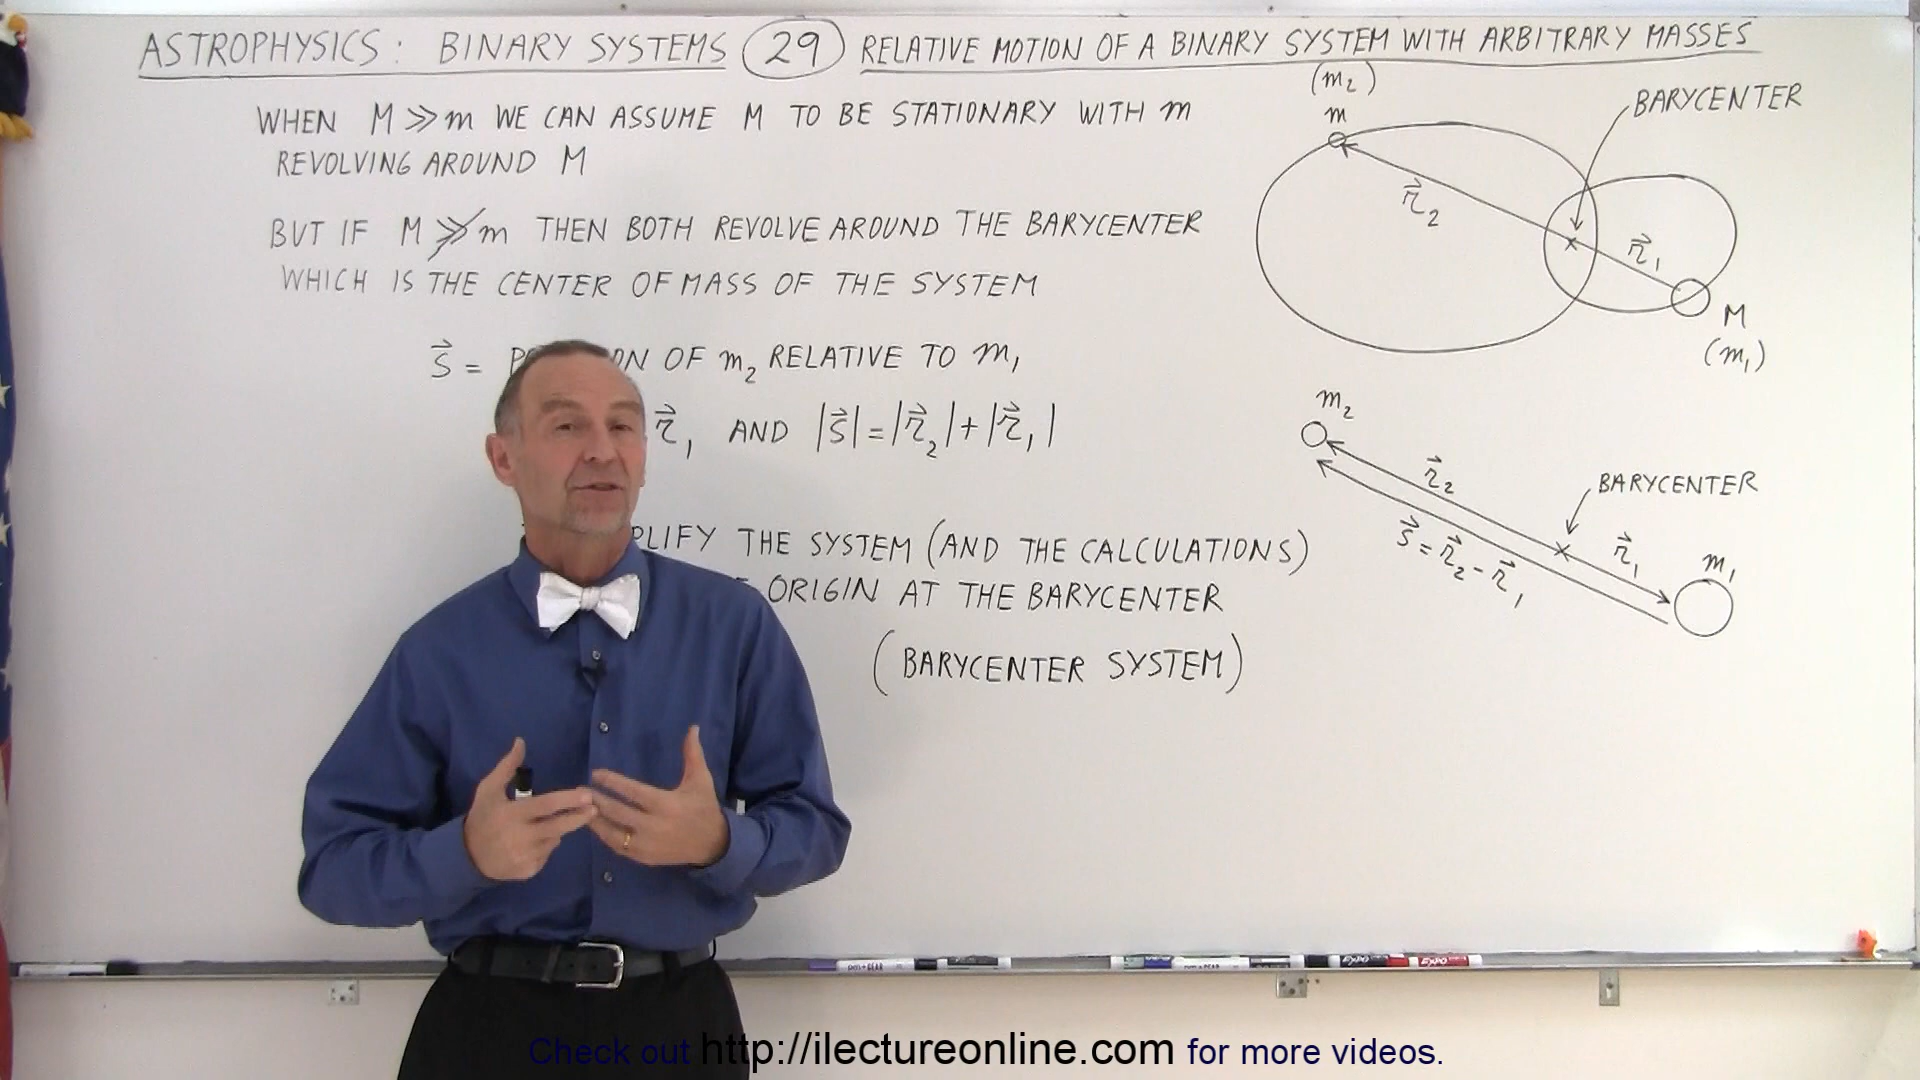 ASTROPHYSICS: BINARY SYSTEMS 29 RELATIVE MOTION OF A BINARY SYSTEM WITH ARBITRARY MASSES
WHEN M ≫ m WE CAN ASSUME M TO BE STATIONARY WITH m
REVOLVING AROUND M
BUT IF M ≫̸ m THEN BOTH REVOLVE AROUND THE BARYCENTER
WHICH IS THE CENTER OF MASS OF THE SYSTEM
s⃗ = OF m₂ RELATIVE TO m₁
r⃗₁ AND |s⃗| = |r⃗₂| + |r⃗₁|
THE SYSTEM (AND THE CALCULATIONS)
ORIGIN AT THE BARYCENTER
(BARYCENTER SYSTEM)
(m₂)
m
BARYCENTER
r⃗₂
r⃗₁
M
(m₁)
m₂
r⃗₂
BARYCENTER
s⃗ = r⃗₂ - r⃗₁
r⃗₁
m₁
EXPO
EXPO
Check out http://ilectureonline.com for more videos.